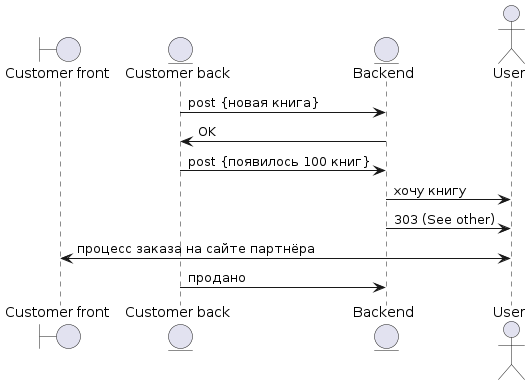 Customer front
Customer back
Backend
User
post {новая книга}
OK
post {появилось 100 книг}
хочу книгу
303 (See other)
процесс заказа на сайте партнёра
продано
Customer front
Customer back
Backend
User